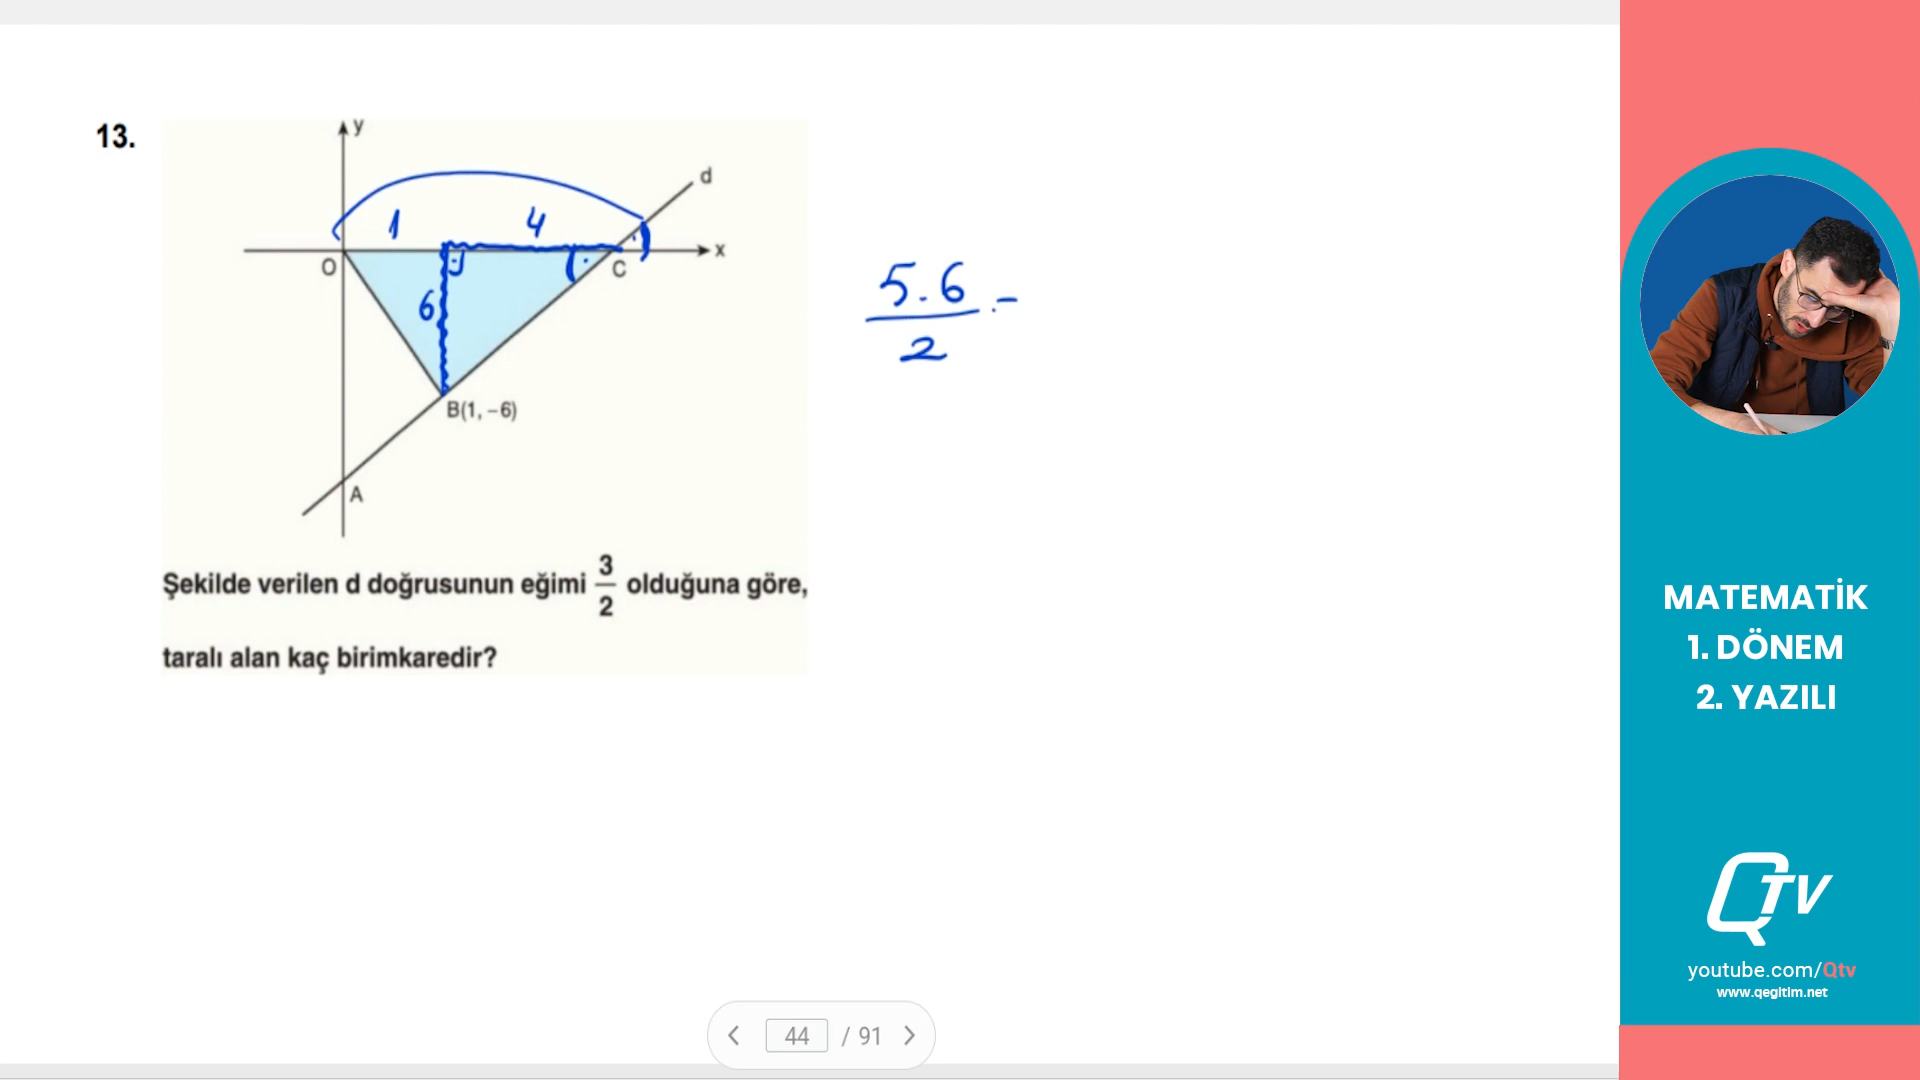 13.
y
d
1
4
x
O
C
6
B(1, −6)
A
5.6
2
Şekilde verilen d doğrusunun eğimi 3/2 olduğuna göre,
taralı alan kaç birimkaredir?
44 / 91
MATEMATİK
1. DÖNEM
2. YAZILI
QTV
youtube.com/Qtv
www.qegitim.net